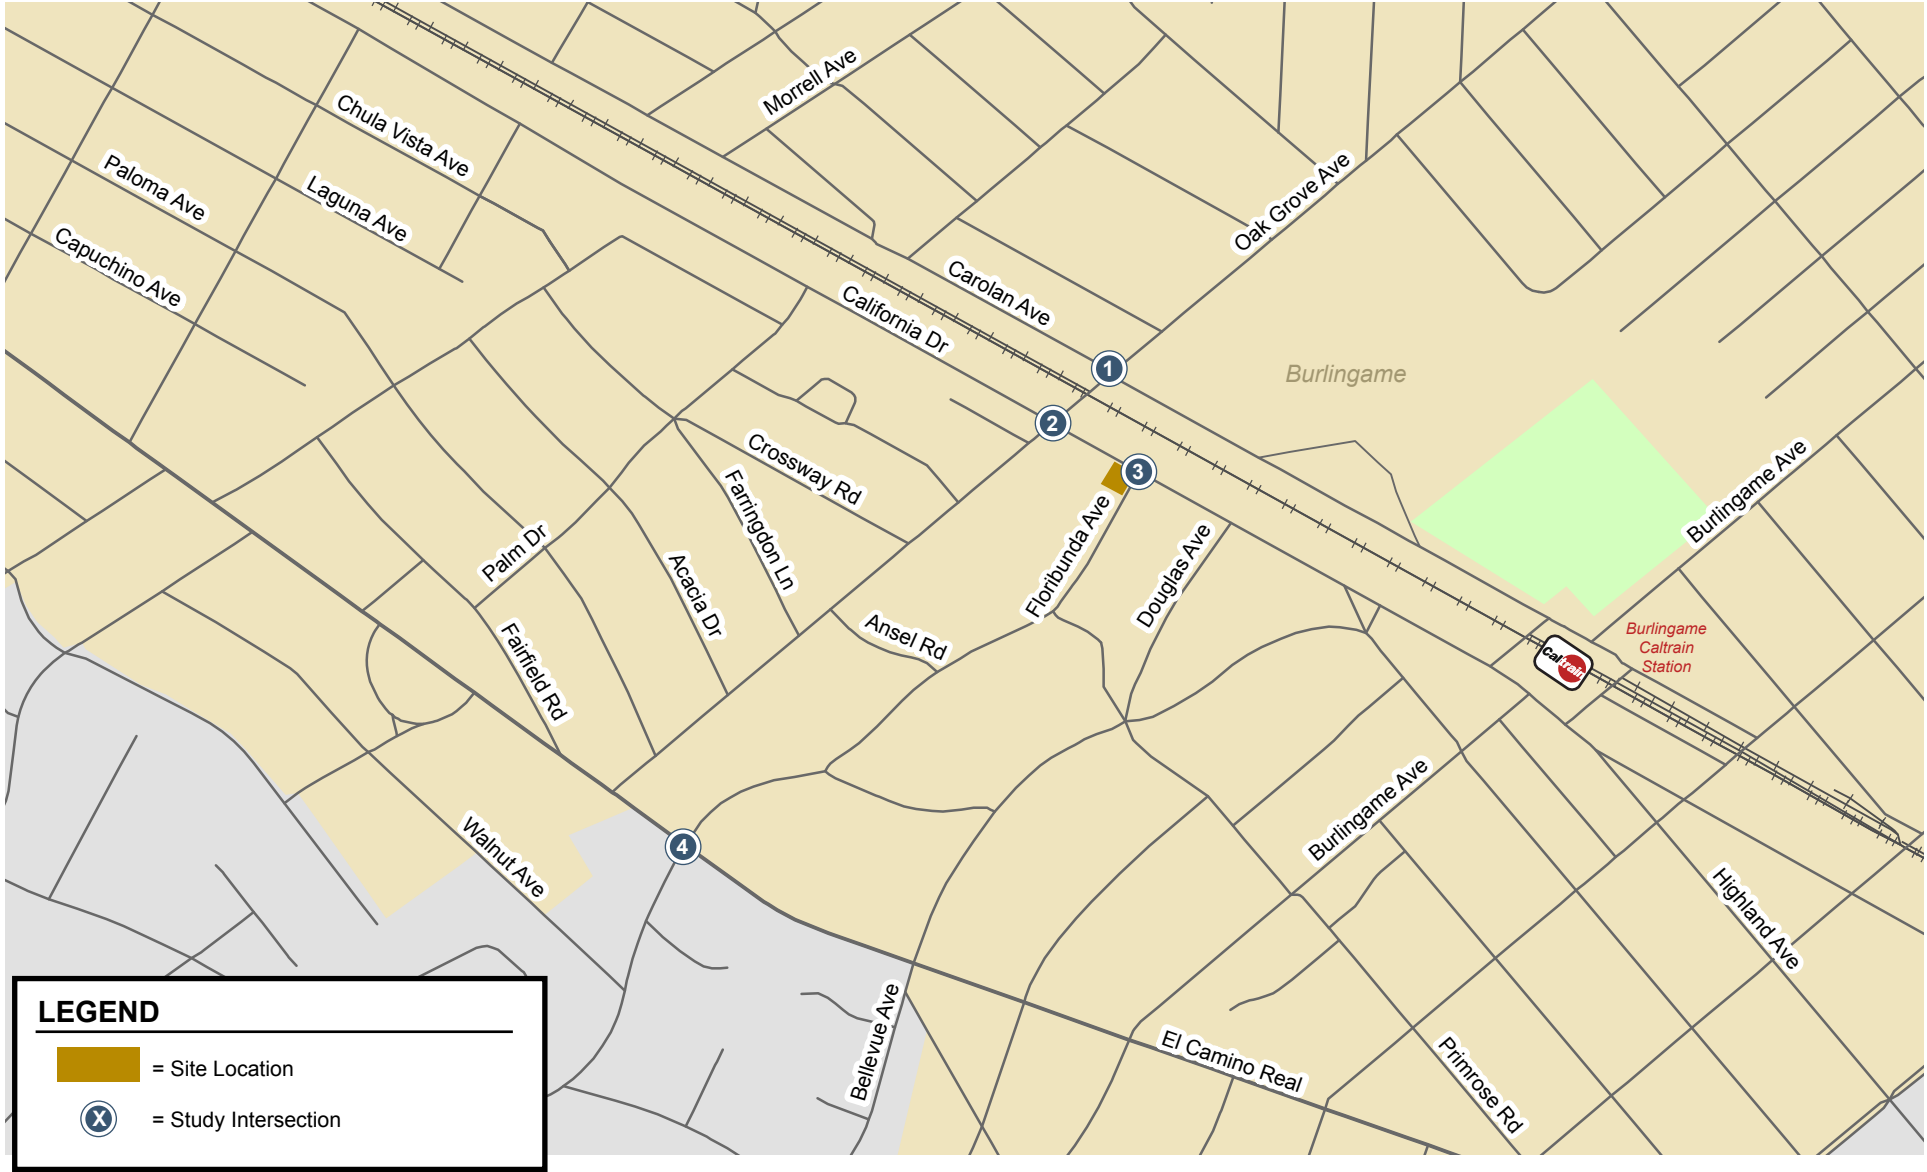 Morrell Ave
Chula Vista Ave
Paloma Ave
Laguna Ave
Capuchino Ave
Oak Grove Ave
Carolan Ave
California Dr
1
Burlingame
2
3
Crossway Rd
Farringdon Ln
Burlingame Ave
Floribunda Ave
Douglas Ave
Palm Dr
Acacia Dr
Ansel Rd
Fairfield Rd
Burlingame
Caltrain
Station
Caltrain
Burlingame Ave
4
Walnut Ave
Highland Ave
Bellevue Ave
El Camino Real
Primrose Rd
LEGEND
= Site Location
X = Study Intersection